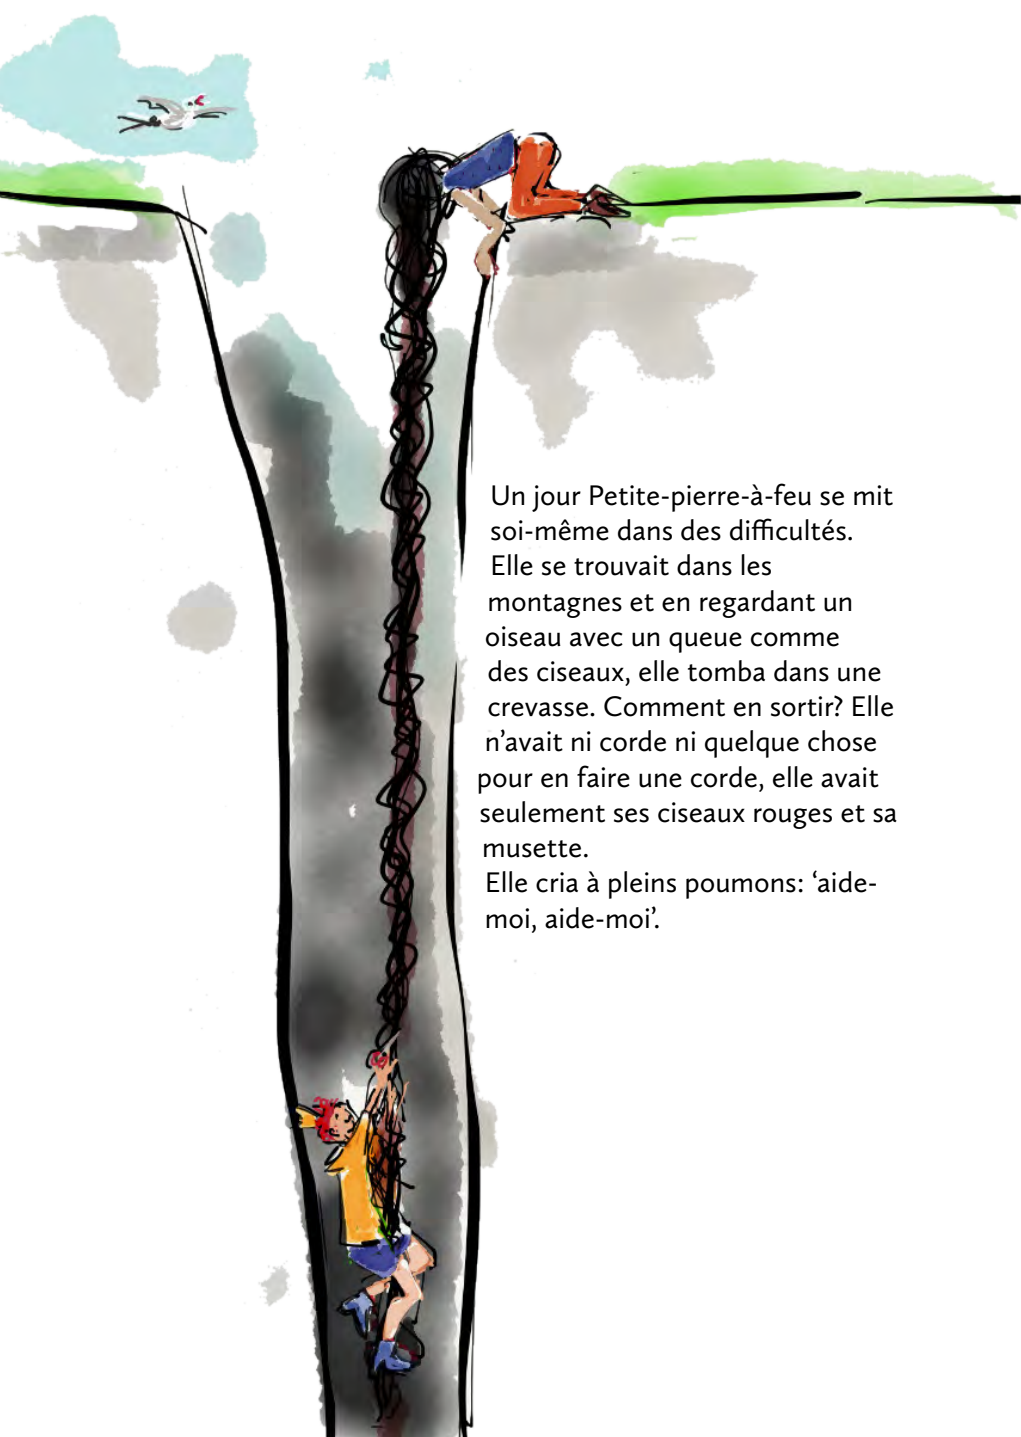 Un jour Petite-pierre-à-feu se mit
soi-même dans des difficultés.
Elle se trouvait dans les
montagnes et en regardant un
oiseau avec un queue comme
des ciseaux, elle tomba dans une
crevasse. Comment en sortir? Elle
n’avait ni corde ni quelque chose
pour en faire une corde, elle avait
seulement ses ciseaux rouges et sa
musette.
Elle cria à pleins poumons: ‘aide-
moi, aide-moi’.